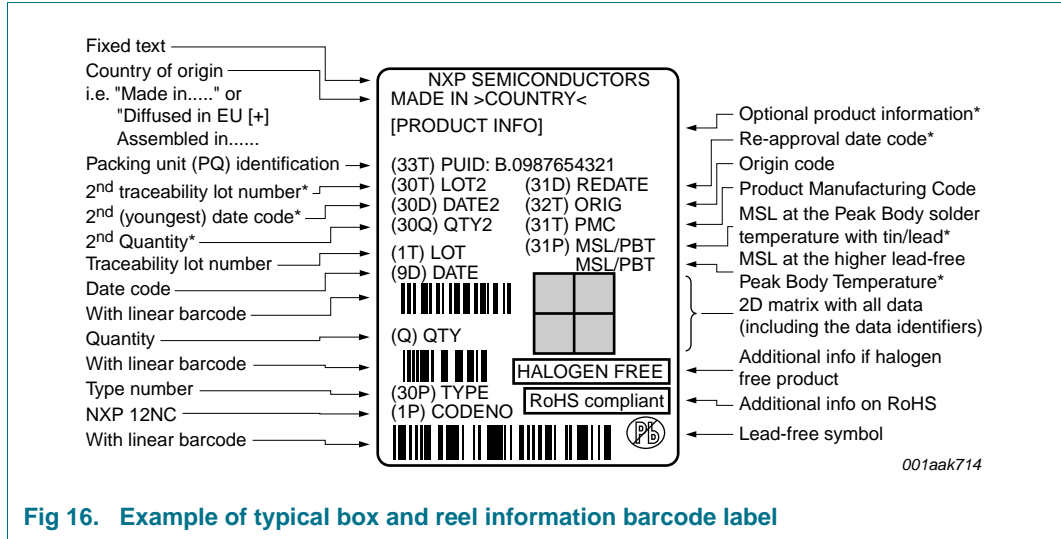 Fixed text
Country of origin
i.e. "Made in....." or
"Diffused in EU [+]
Assembled in......
Packing unit (PQ) identification
2nd traceability lot number*
2nd (youngest) date code*
2nd Quantity*
Traceability lot number
Date code
With linear barcode
Quantity
With linear barcode
Type number
NXP 12NC
With linear barcode
NXP SEMICONDUCTORS
MADE IN >COUNTRY<
[PRODUCT INFO]
(33T) PUID: B.0987654321
(30T) LOT2 (31D) REDATE
(30D) DATE2 (32T) ORIG
(30Q) QTY2 (31T) PMC
(31P) MSL/PBT
(1T) LOT MSL/PBT
(9D) DATE
(Q) QTY
HALOGEN FREE
(30P) TYPE
RoHS compliant
(1P) CODENO
Pb
Optional product information*
Re-approval date code*
Origin code
Product Manufacturing Code
MSL at the Peak Body solder
temperature with tin/lead*
MSL at the higher lead-free
Peak Body Temperature*
2D matrix with all data
(including the data identifiers)
Additional info if halogen
free product
Additional info on RoHS
Lead-free symbol
001aak714
Fig 16. Example of typical box and reel information barcode label